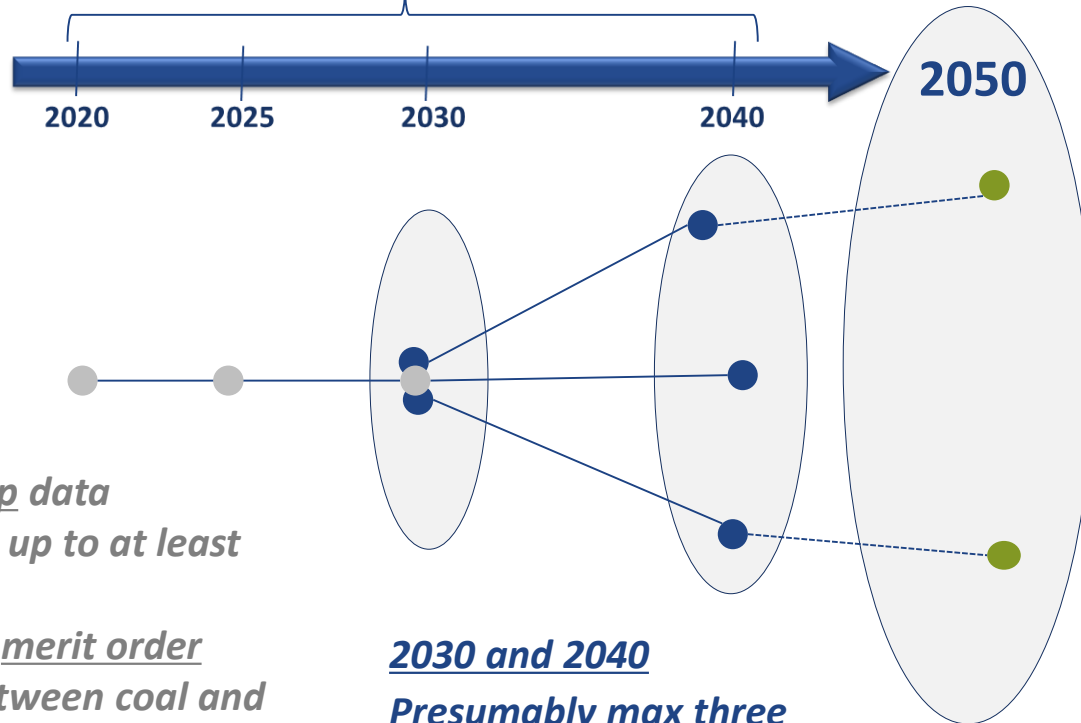 2050
2020 2025 2030 2040
data
up to at least
merit order
coal and
2030 and 2040
Presumably max three